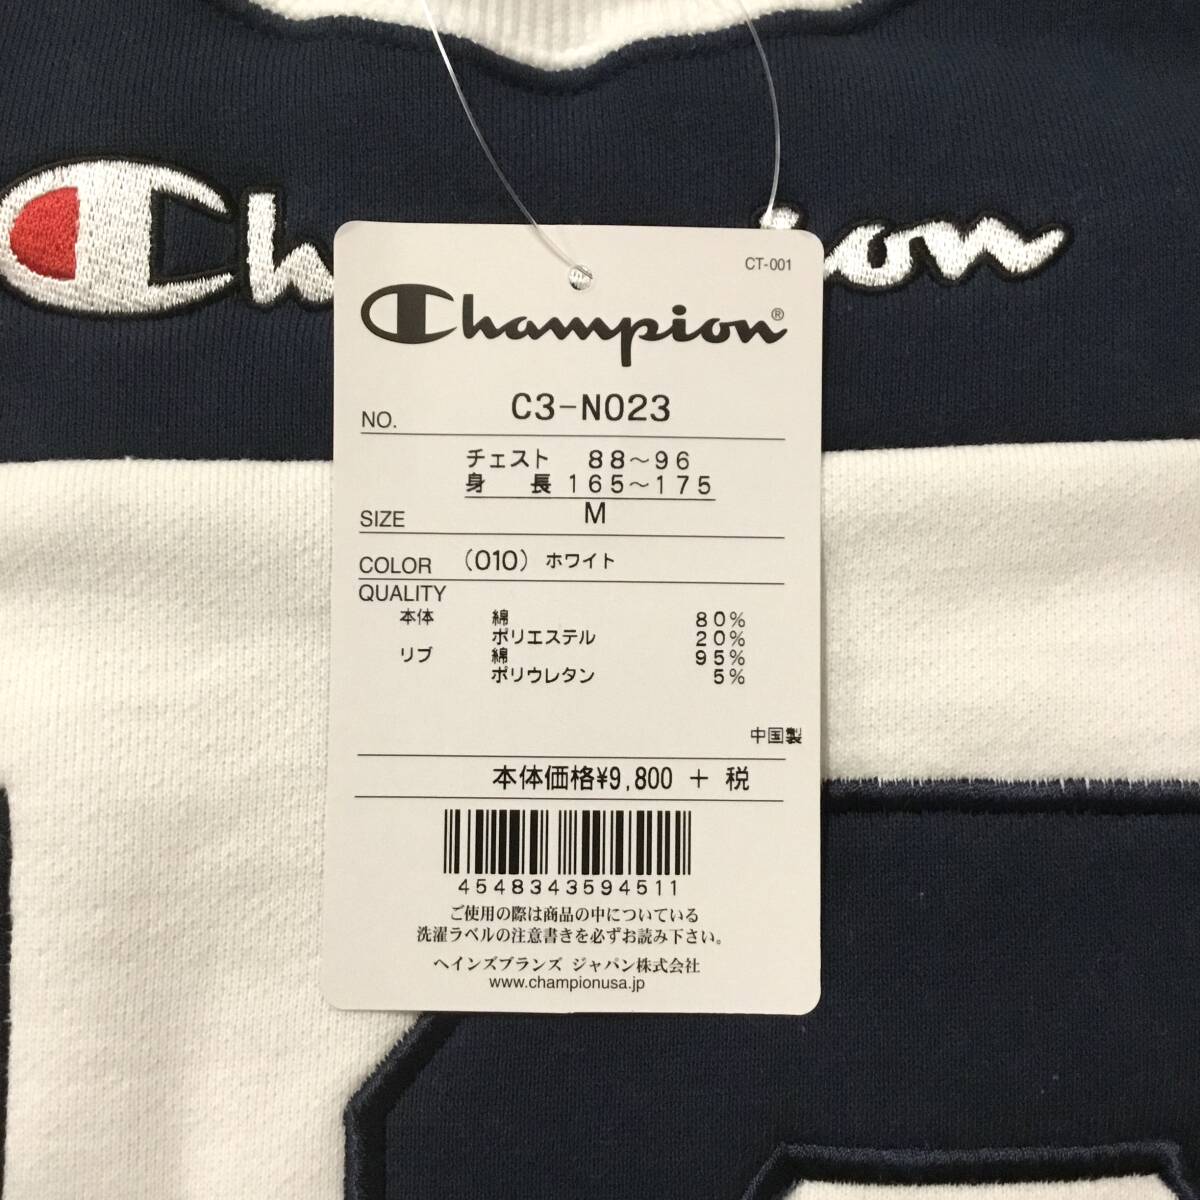 Ch ion
CT-001
Champion®
NO. C3-N023
チェスト 88～96
身 長 165～175
SIZE M
COLOR (010) ホワイト
QUALITY
本体 綿 80%
ポリエステル 20%
リブ 綿 95%
ポリウレタン 5%
中国製
本体価格¥9,800 + 税
4548343594511
ご使用の際は商品の中についている
洗濯ラベルの注意書きを必ずお読み下さい。
ヘインズブランズ ジャパン株式会社
www.championusa.jp